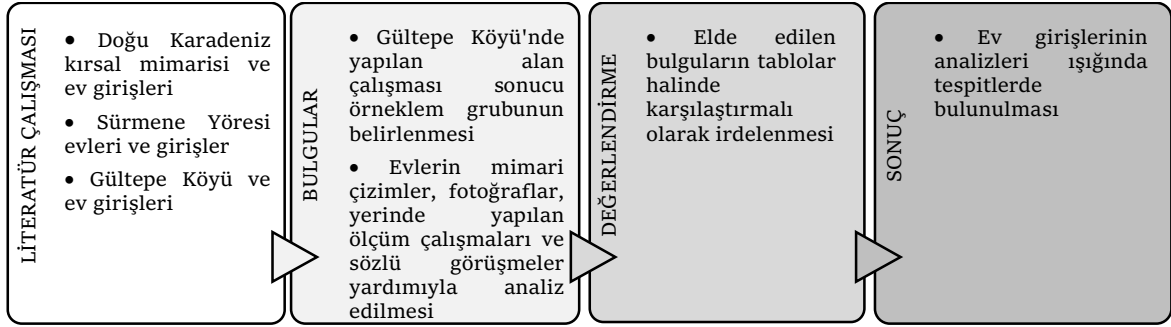 LİTERATÜR ÇALIŞMASI
• Doğu Karadeniz
kırsal mimarisi ve
ev girişleri
• Sürmene Yöresi
evleri ve girişler
• Gültepe Köyü ve
ev girişleri
BULGULAR
• Gültepe Köyü'nde
yapılan alan
çalışması sonucu
örneklem grubunun
belirlenmesi
• Evlerin mimari
çizimler, fotoğraflar,
yerinde yapılan
ölçüm çalışmaları ve
sözlü görüşmeler
yardımıyla analiz
edilmesi
DEĞERLENDİRME
• Elde edilen
bulguların tablolar
halinde
karşılaştırmalı
olarak irdelenmesi
SONUÇ
• Ev girişlerinin
analizleri ışığında
tespitlerde
bulunulması